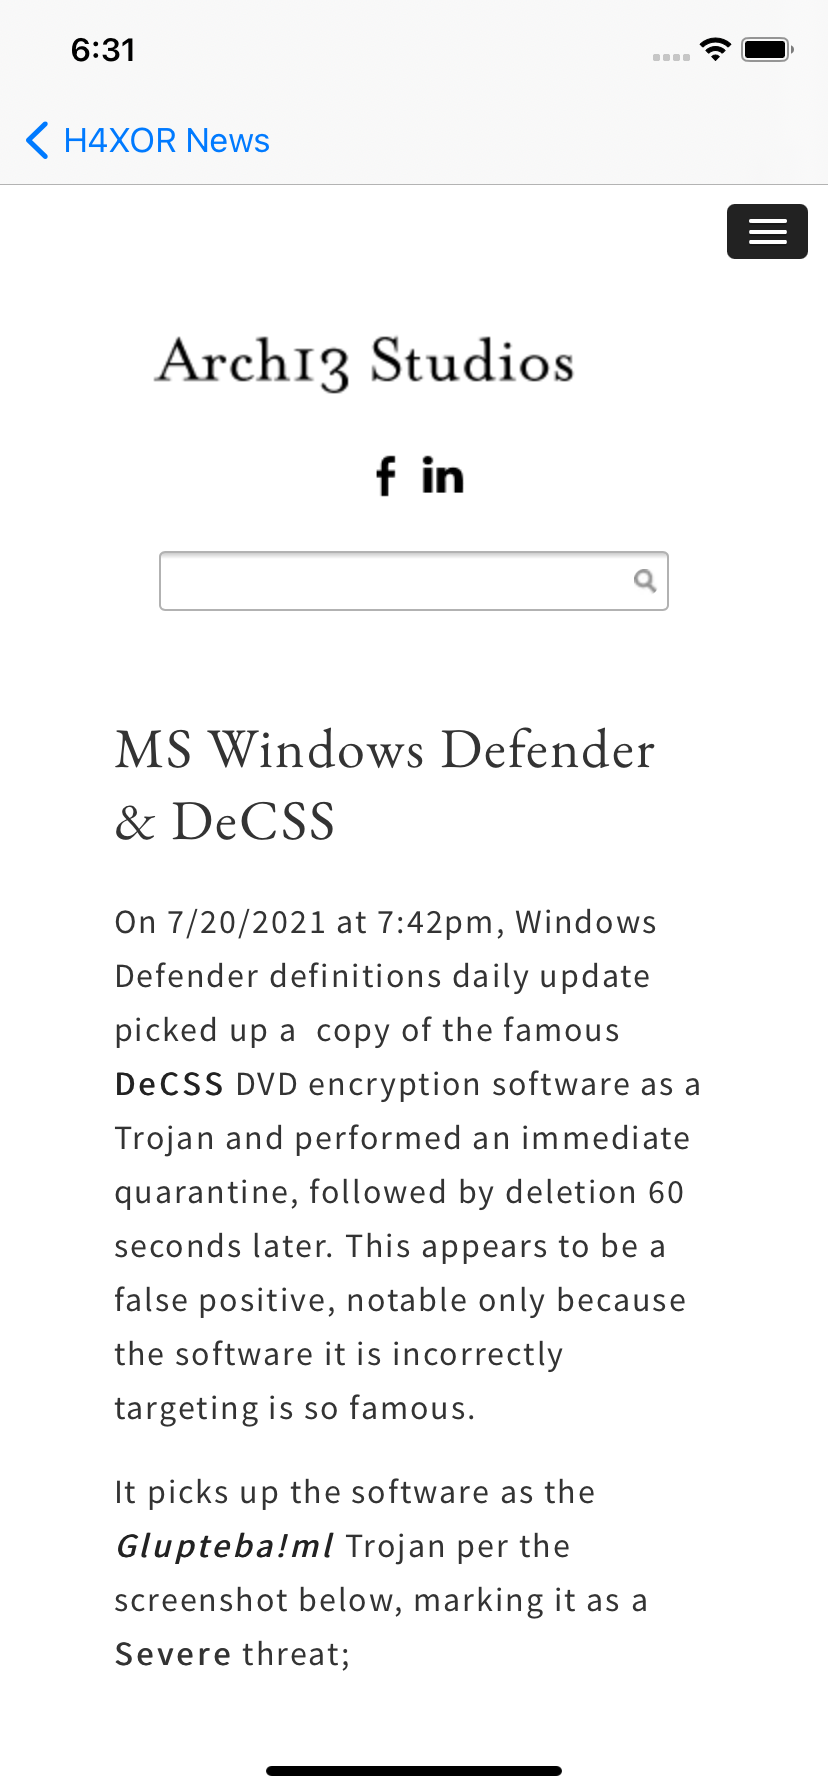 6:31
H4XOR News
Arch13 Studios
f in
MS Windows Defender
& DeCSS
On 7/20/2021 at 7:42pm, Windows
Defender definitions daily update
picked up a  copy of the famous
DeCSS DVD encryption software as a
Trojan and performed an immediate
quarantine, followed by deletion 60
seconds later. This appears to be a
false positive, notable only because
the software it is incorrectly
targeting is so famous.
It picks up the software as the
Glupteba!ml Trojan per the
screenshot below, marking it as a
Severe threat;